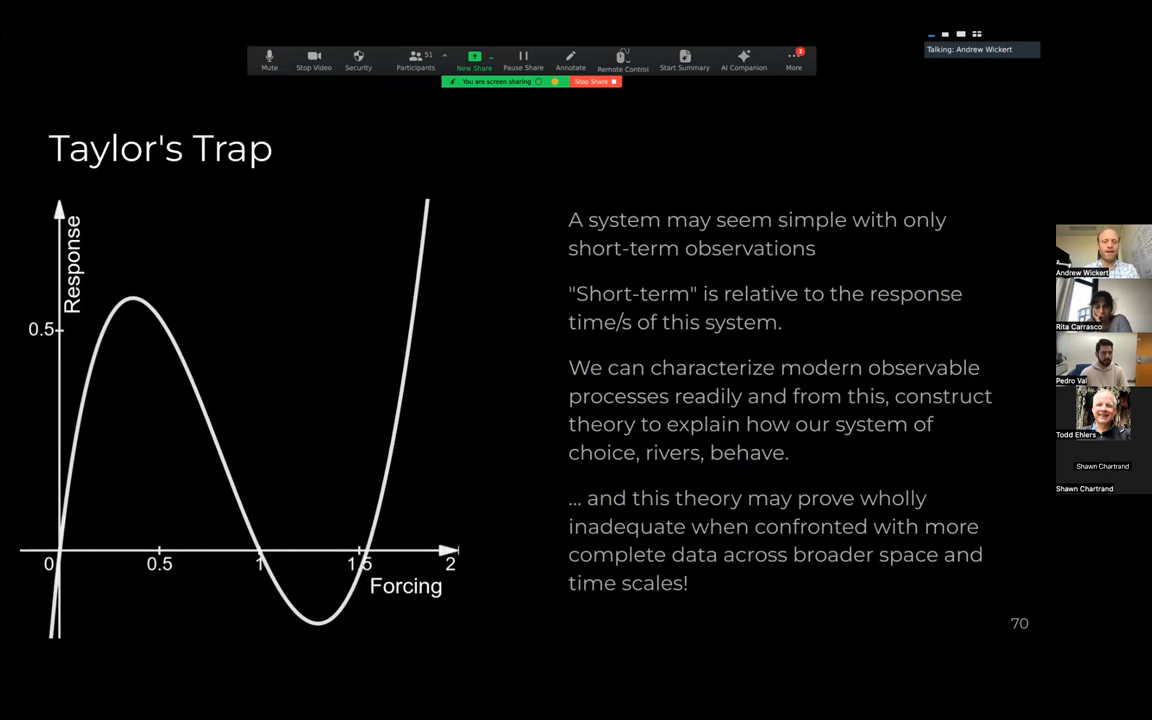 Talking: Andrew Wickert
51
3
Mute
Stop Video
Security
Participants
New Share
Pause Share
Annotate
Remote Control
Start Summary
AI Companion
More
You are screen sharing
Stop Share
Taylor's Trap
Response
0.5
0
0.5
1
1.5
2
Forcing
A system may seem simple with only
short-term observations
"Short-term" is relative to the response
time/s of this system.
We can characterize modern observable
processes readily and from this, construct
theory to explain how our system of
choice, rivers, behave.
... and this theory may prove wholly
inadequate when confronted with more
complete data across broader space and
time scales!
70
Andrew Wickert
Rita Carrasco
Pedro Val
Todd Ehlers
Shawn Chartrand
Shawn Chartrand